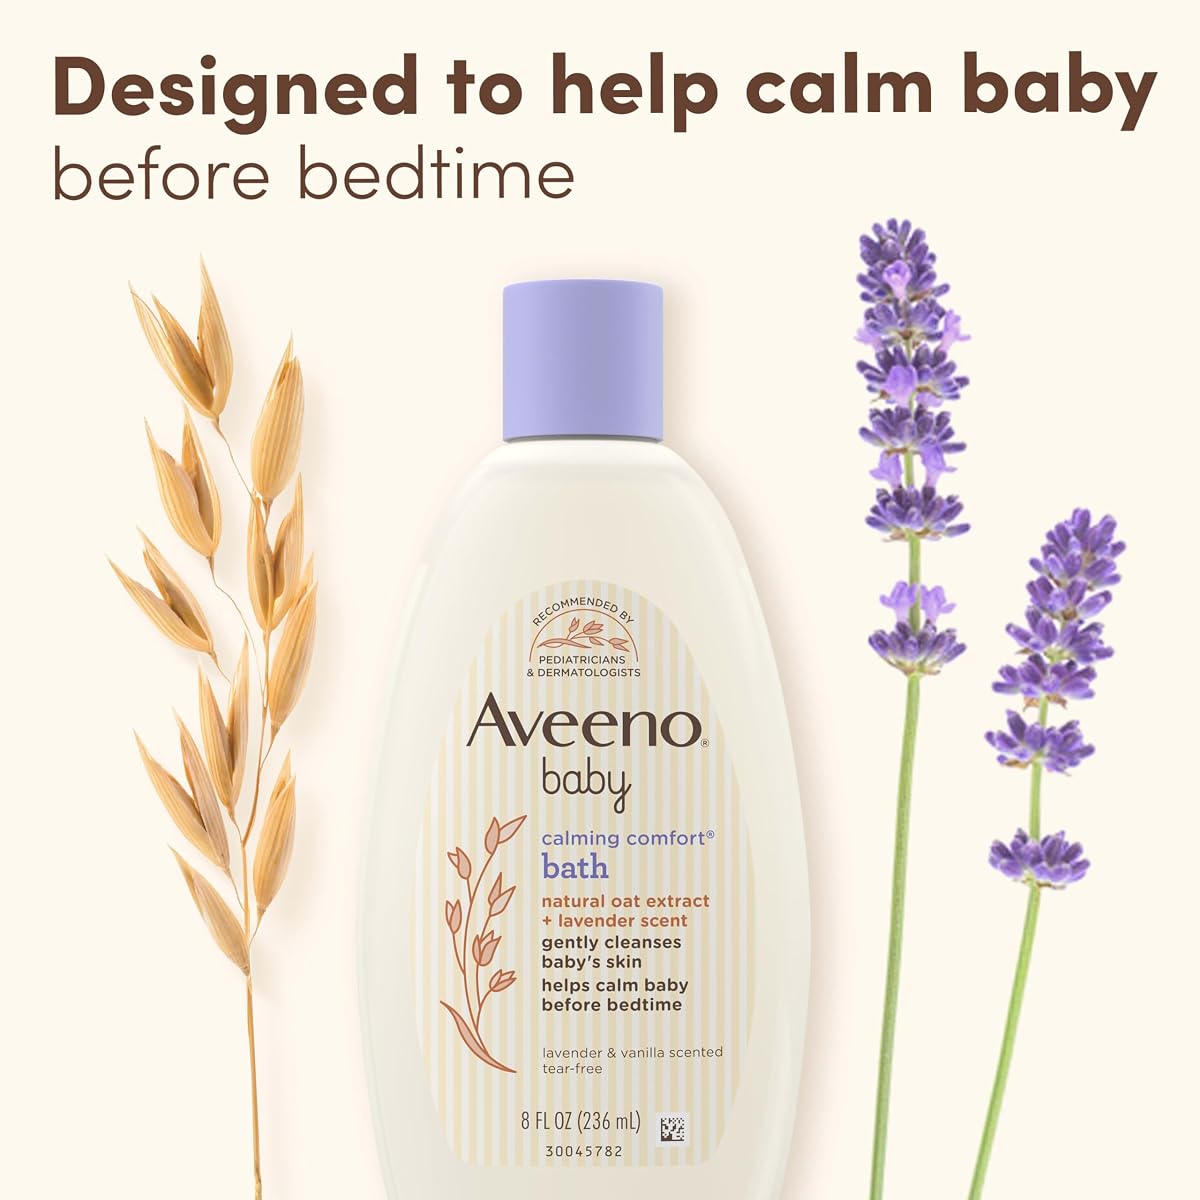 Designed to help calm baby
before bedtime
RECOMMENDED BY
PEDIATRICIANS
& DERMATOLOGISTS
Aveeno®
baby
calming comfort®
bath
natural oat extract
+ lavender scent
gently cleanses
baby's skin
helps calm baby
before bedtime
lavender & vanilla scented
tear-free
8 FL OZ (236 mL)
30045782